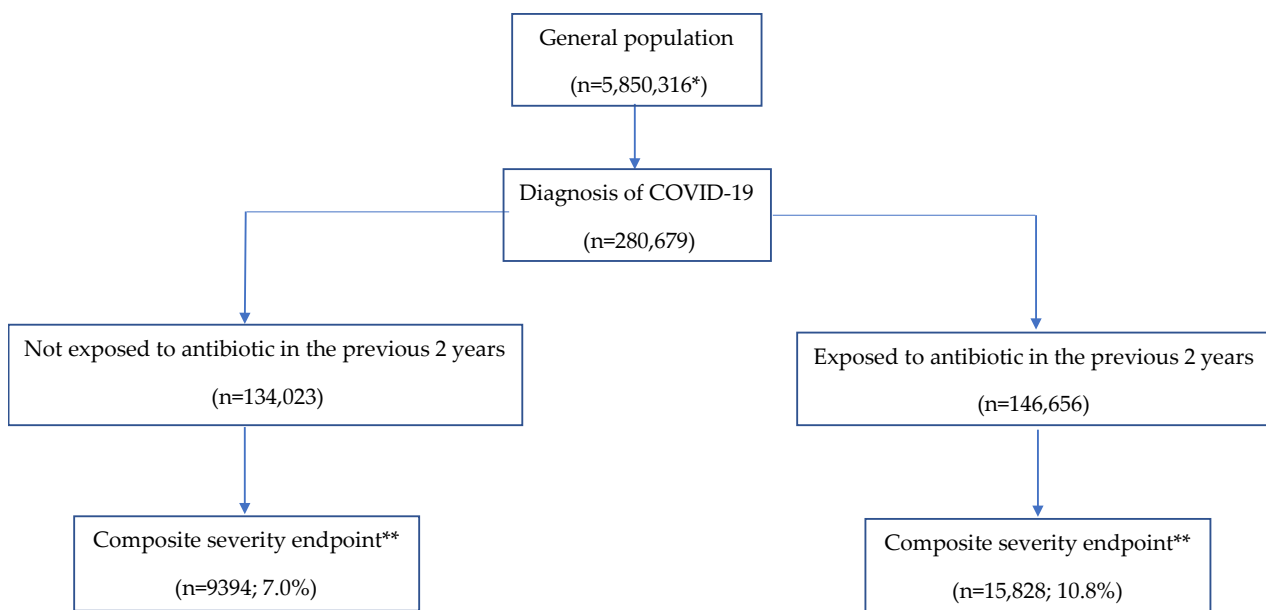 General population
(n=5,850,316*)
Diagnosis of COVID-19
(n=280,679)
Not exposed to antibiotic in the previous 2 years
(n=134,023)
Exposed to antibiotic in the previous 2 years
(n=146,656)
Composite severity endpoint**
(n=9394; 7.0%)
Composite severity endpoint**
(n=15,828; 10.8%)